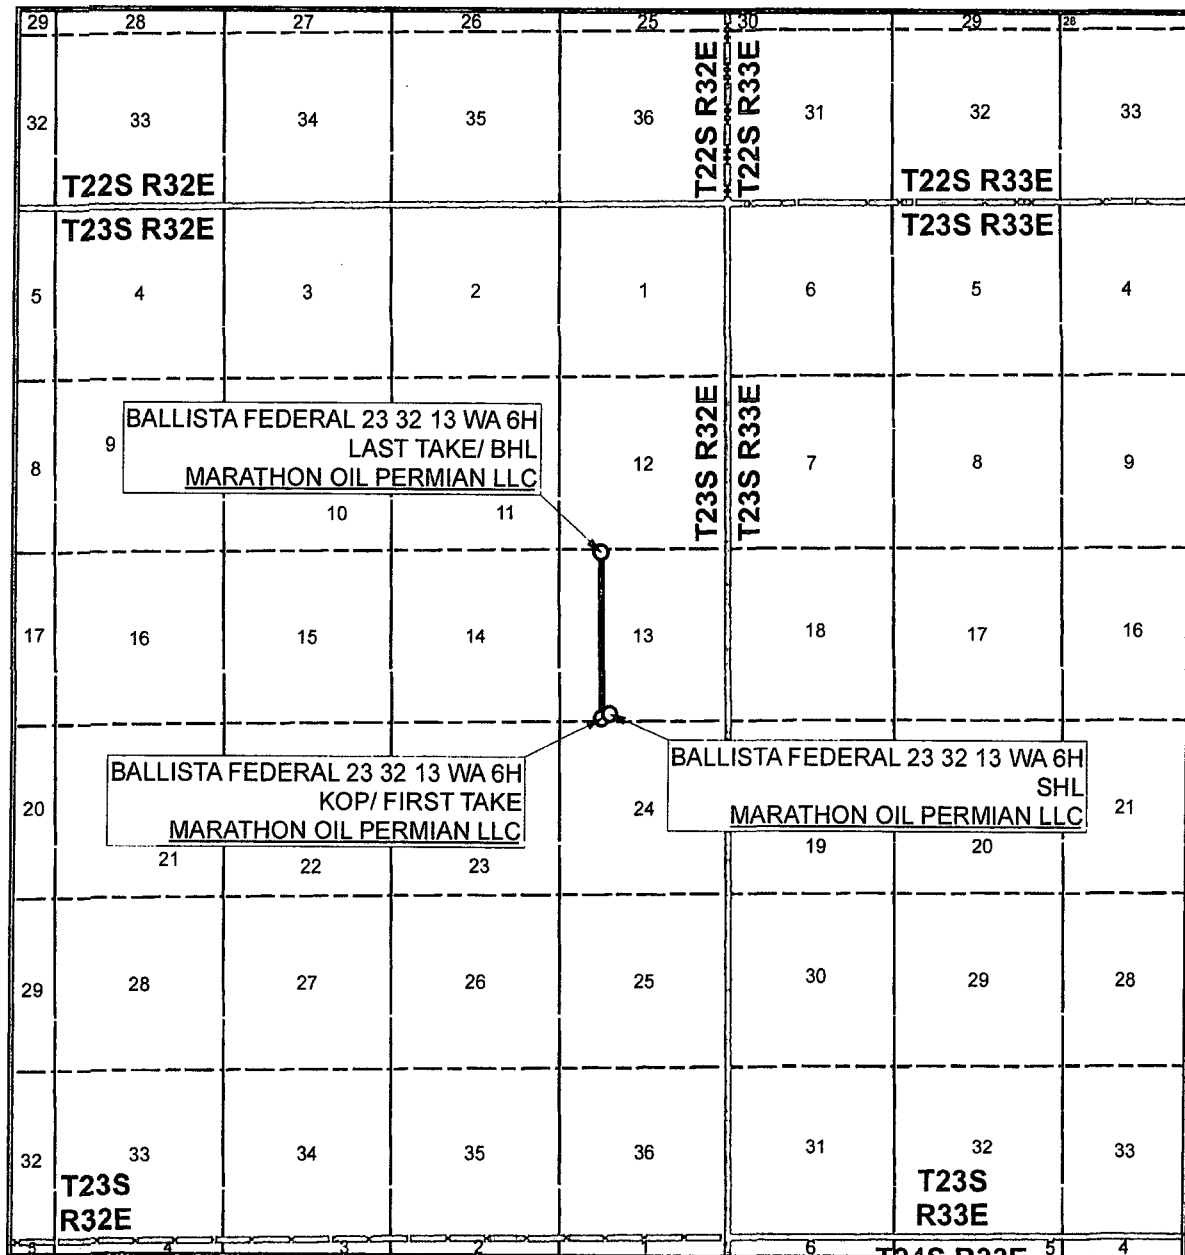 29 28 27 26 25 30 29 28
32 33 34 35 36 31 32 33
T22S R32E
T22S R33E
T22S R32E
T22S R33E
T23S R32E
T23S R33E
5 4 3 2 1 6 5 4
T23S R32E
T23S R33E
BALLISTA FEDERAL 23 32 13 WA 6H
LAST TAKE/ BHL
MARATHON OIL PERMIAN LLC
8 9 10 11 12 7 8 9
17 16 15 14 13 18 17 16
BALLISTA FEDERAL 23 32 13 WA 6H
KOP/ FIRST TAKE
MARATHON OIL PERMIAN LLC
BALLISTA FEDERAL 23 32 13 WA 6H
SHL
MARATHON OIL PERMIAN LLC
20 21 22 23 24 19 20 21
29 28 27 26 25 30 29 28
32 33 34 35 36 31 32 33
T23S
R32E
T23S
R33E
5 4 3 2 1 6 5 4